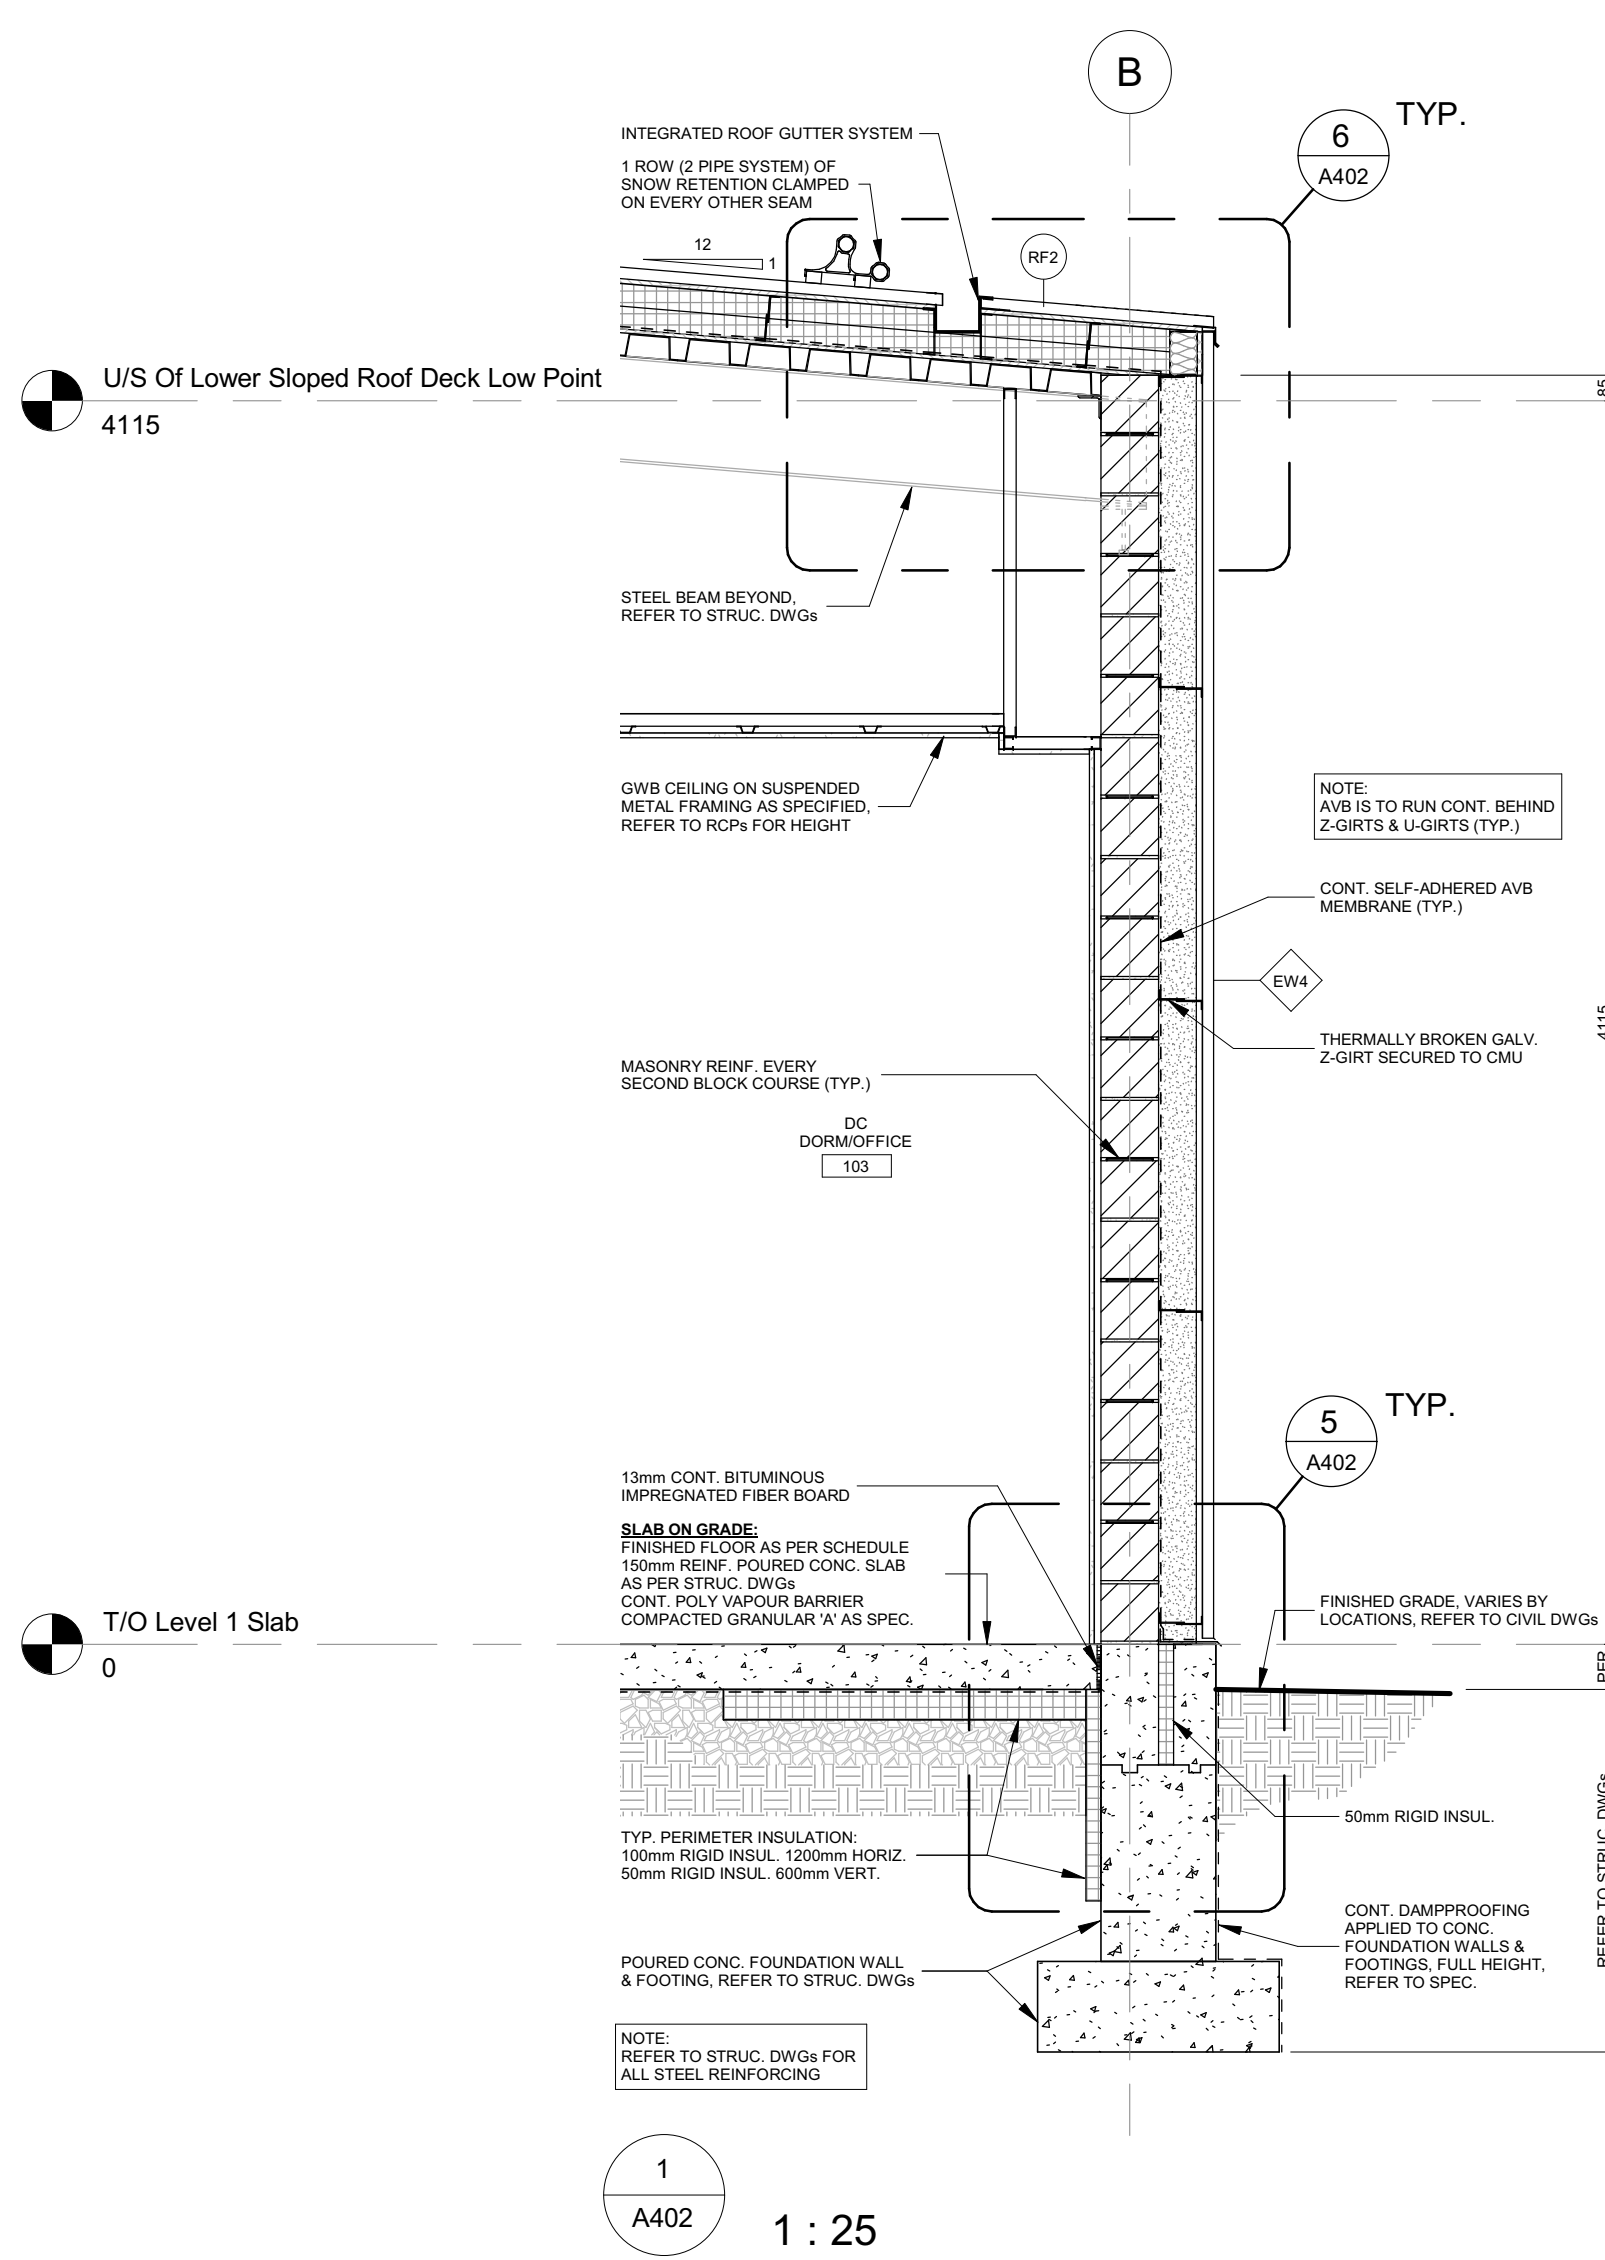 B
TYP.
6
A402
INTEGRATED ROOF GUTTER SYSTEM
1 ROW (2 PIPE SYSTEM) OF
SNOW RETENTION CLAMPED
ON EVERY OTHER SEAM
12
1
RF2
U/S Of Lower Sloped Roof Deck Low Point
4115
85
STEEL BEAM BEYOND,
REFER TO STRUC. DWGs
GWB CEILING ON SUSPENDED
METAL FRAMING AS SPECIFIED,
REFER TO RCPs FOR HEIGHT
NOTE:
AVB IS TO RUN CONT. BEHIND
Z-GIRTS & U-GIRTS (TYP.)
CONT. SELF-ADHERED AVB
MEMBRANE (TYP.)
EW4
4115
THERMALLY BROKEN GALV.
Z-GIRT SECURED TO CMU
MASONRY REINF. EVERY
SECOND BLOCK COURSE (TYP.)
DC
DORM/OFFICE
103
TYP.
5
A402
13mm CONT. BITUMINOUS
IMPREGNATED FIBER BOARD
SLAB ON GRADE:
FINISHED FLOOR AS PER SCHEDULE
150mm REINF. POURED CONC. SLAB
AS PER STRUC. DWGs
CONT. POLY VAPOUR BARRIER
COMPACTED GRANULAR 'A' AS SPEC.
FINISHED GRADE, VARIES BY
LOCATIONS, REFER TO CIVIL DWGs
T/O Level 1 Slab
0
PER
50mm RIGID INSUL.
TYP. PERIMETER INSULATION:
100mm RIGID INSUL. 1200mm HORIZ.
50mm RIGID INSUL. 600mm VERT.
REFER TO STRUC. DWGs
CONT. DAMPPROOFING
APPLIED TO CONC.
FOUNDATION WALLS &
FOOTINGS, FULL HEIGHT,
REFER TO SPEC.
POURED CONC. FOUNDATION WALL
& FOOTING, REFER TO STRUC. DWGs
NOTE:
REFER TO STRUC. DWGs FOR
ALL STEEL REINFORCING
1
A402
1 : 25